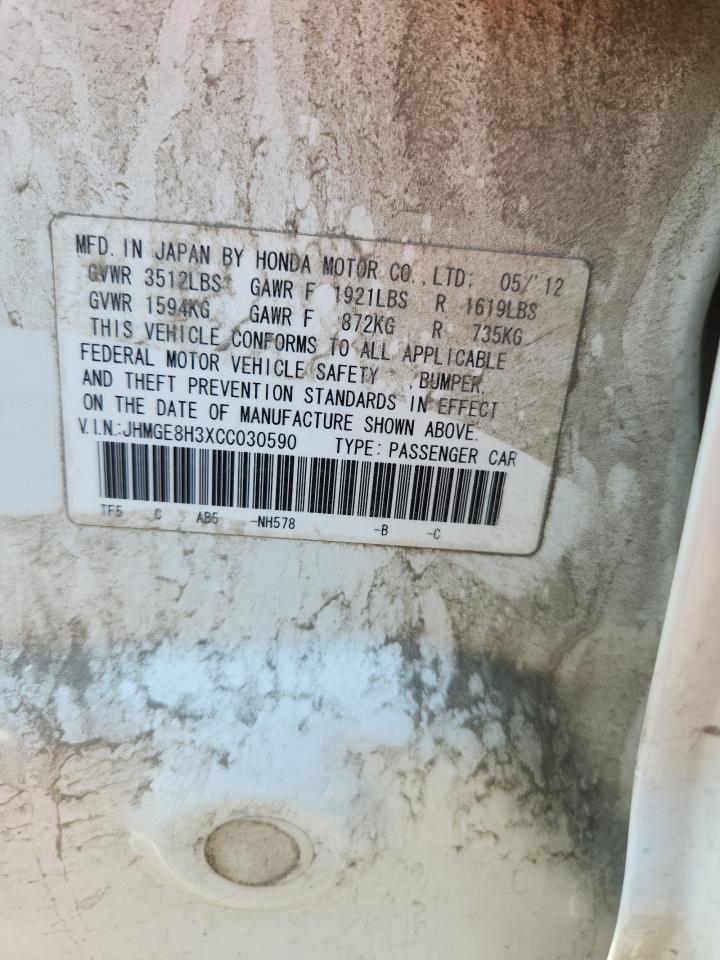 MFD. IN JAPAN BY HONDA MOTOR CO., LTD. 05/'12
GVWR 3512LBS GAWR F 1921LBS R 1619LBS
GVWR 1594KG GAWR F 872KG R 735KG
THIS VEHICLE CONFORMS TO ALL APPLICABLE
FEDERAL MOTOR VEHICLE SAFETY , BUMPER,
AND THEFT PREVENTION STANDARDS IN EFFECT
ON THE DATE OF MANUFACTURE SHOWN ABOVE.
V.I.N.:JHMGE8H3XCC030590 TYPE: PASSENGER CAR
TF5 C AB5 -NH578 -B -C